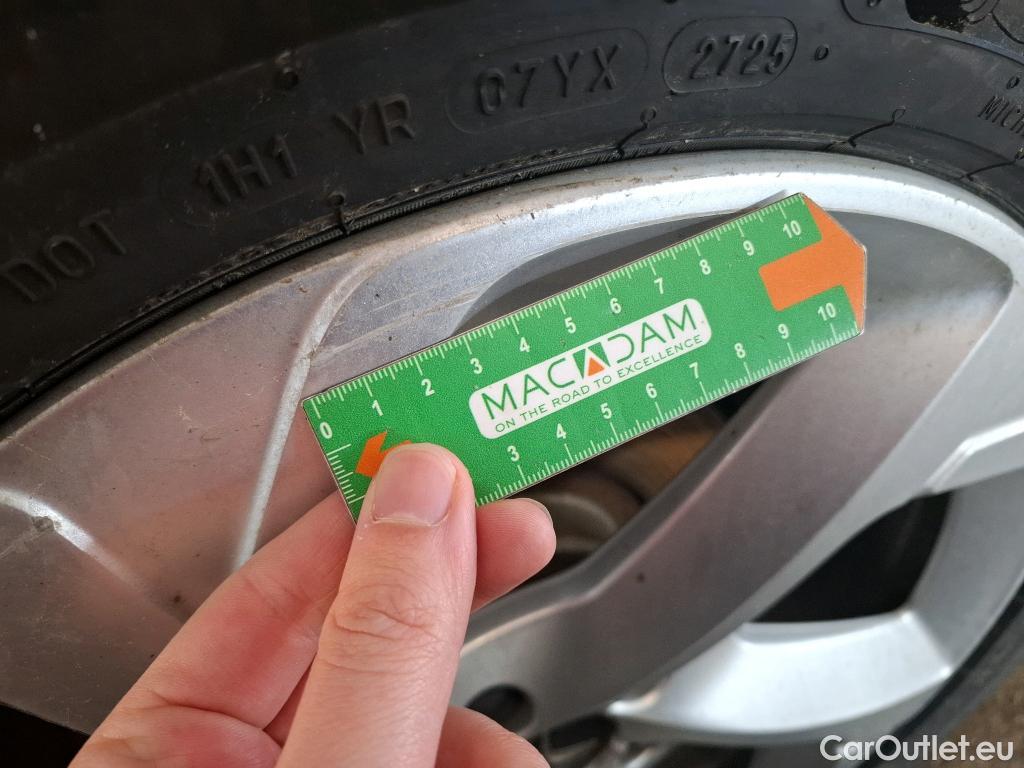 DOT 1H1 YR 07YX 2725
MICH
0 1 2 3 4 5 6 7 8 9 10
MACADAM
ON THE ROAD TO EXCELLENCE
3 4 5 6 7 8 9 10
CarOutlet.eu